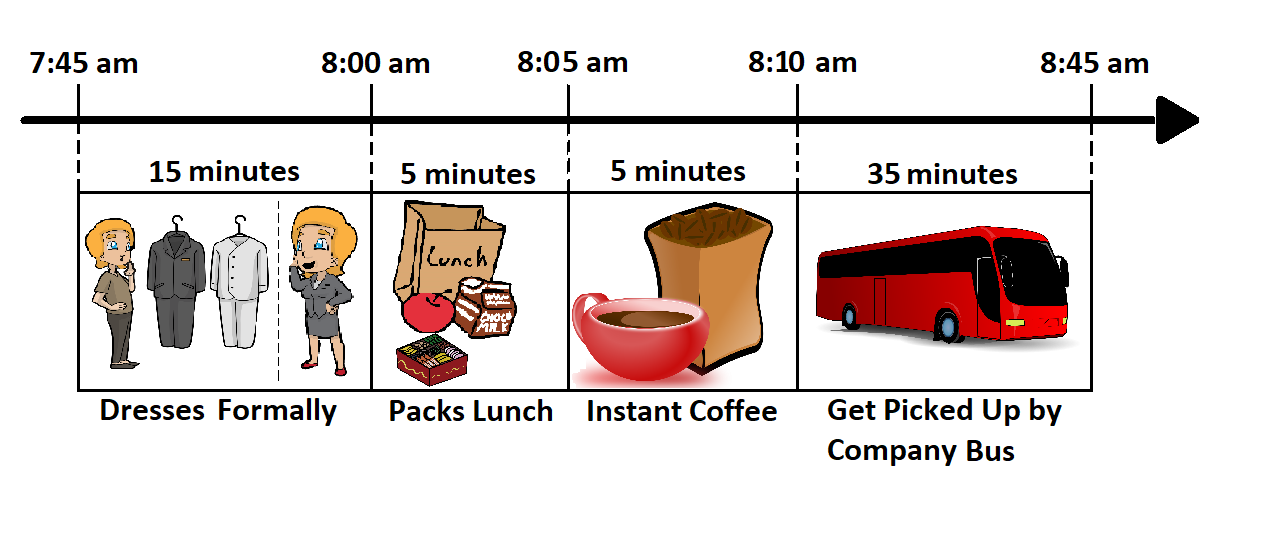 7:45 am
8:00 am
8:05 am
8:10 am
8:45 am
15 minutes
5 minutes
5 minutes
35 minutes
Lunch
CHOCO
MILK
Dresses Formally
Packs Lunch
Instant Coffee
Get Picked Up by
Company Bus